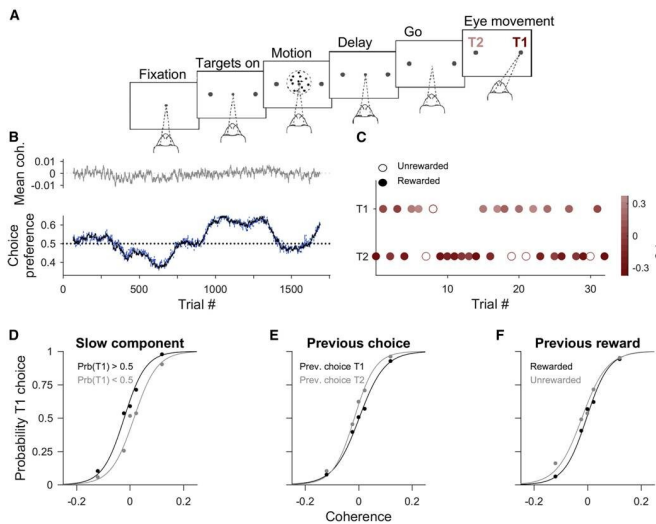 A
Fixation
Targets on
Motion
Delay
Go
Eye movement
T2
T1
B
Mean coh.
0.01
0
-0.01
Choice
preference
0.6
0.5
0.4
0
500
1000
1500
Trial #
C
Unrewarded
Rewarded
T1
T2
0
10
20
30
Trial #
0.3
0
-0.3
D
Slow component
Prb(T1) > 0.5
Prb(T1) < 0.5
Probability T1 choice
1
0.75
0.5
0.25
0
-0.2
0
0.2
E
Previous choice
Prev. choice T1
Prev. choice T2
-0.2
0
0.2
Coherence
F
Previous reward
Rewarded
Unrewarded
-0.2
0
0.2